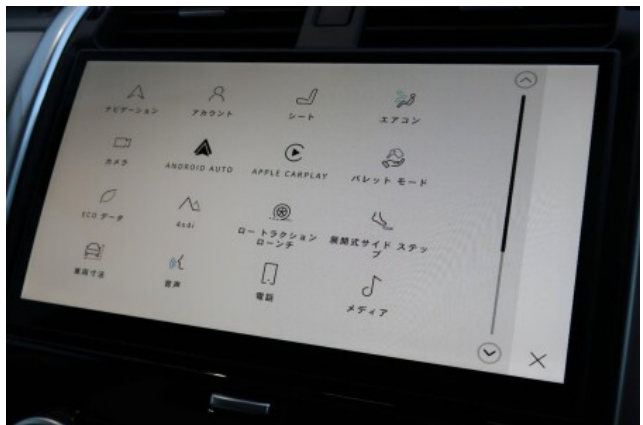 ナビゲーション アカウント シート エアコン
カメラ ANDROID AUTO APPLE CARPLAY バレット モード
ECO データ 4x4i ロー トラクション
ローンチ 展開式サイド ステッ
プ
車両寸法 音声 電話 メディア